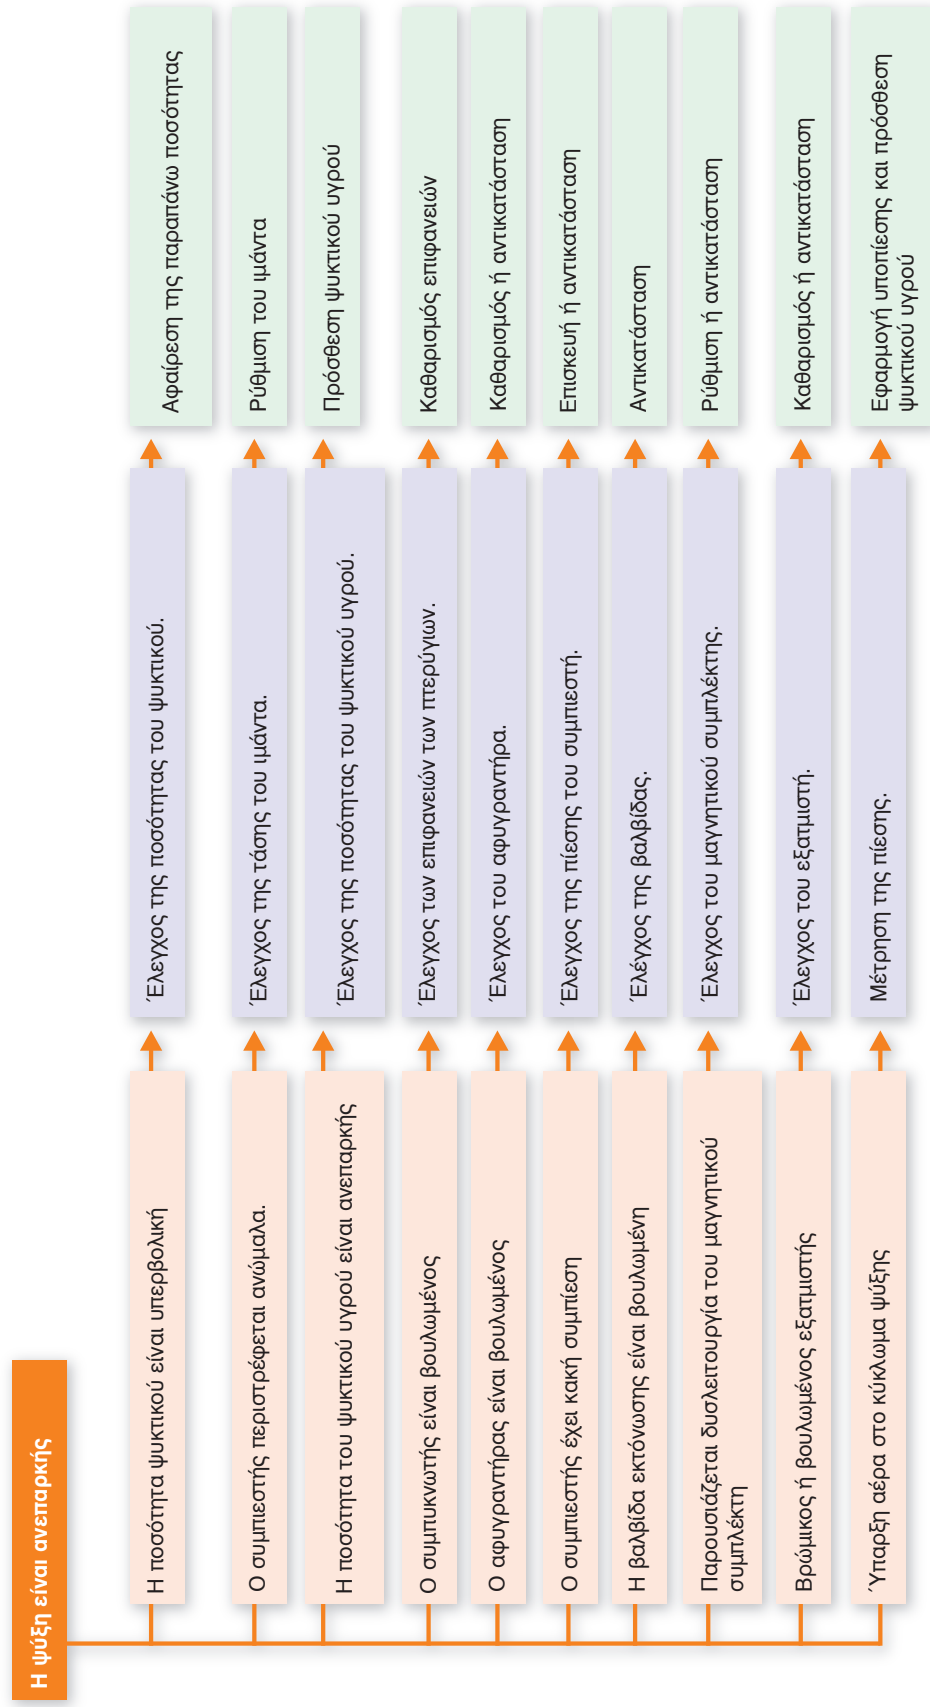 Η ψύξη είναι ανεπαρκής
Η ποσότητα ψυκτικού είναι υπερβολική
Έλεγχος της ποσότητας του ψυκτικού.
Αφαίρεση της παραπάνω ποσότητας
Ο συμπιεστής περιστρέφεται ανώμαλα.
Έλεγχος της τάσης του ιμάντα.
Ρύθμιση του ιμάντα
Η ποσότητα του ψυκτικού υγρού είναι ανεπαρκής
Έλεγχος της ποσότητας του ψυκτικού υγρού.
Πρόσθεση ψυκτικού υγρού
Ο συμπυκνωτής είναι βουλωμένος
Έλεγχος των επιφανειών των πτερύγιων.
Καθαρισμός επιφανειών
Ο αφυγραντήρας είναι βουλωμένος
Έλεγχος του αφυγραντήρα.
Καθαρισμός ή αντικατάσταση
Ο συμπιεστής έχει κακή συμπίεση
Έλεγχος της πίεσης του συμπιεστή.
Επισκευή ή αντικατάσταση
Η βαλβίδα εκτόνωσης είναι βουλωμένη
Έλέγχος της βαλβίδας.
Αντικατάσταση
Παρουσιάζεται δυσλειτουργία του μαγνητικού
συμπλέκτη
Έλεγχος του μαγνητικού συμπλέκτης.
Ρύθμιση ή αντικατάσταση
Βρώμικος ή βουλωμένος εξατμιστής
Έλεγχος του εξατμιστή.
Καθαρισμός ή αντικατάσταση
Ύπαρξη αέρα στο κύκλωμα ψύξης
Μέτρηση της πίεσης.
Εφαρμογή υποπίεσης και πρόσθεση
ψυκτικού υγρού